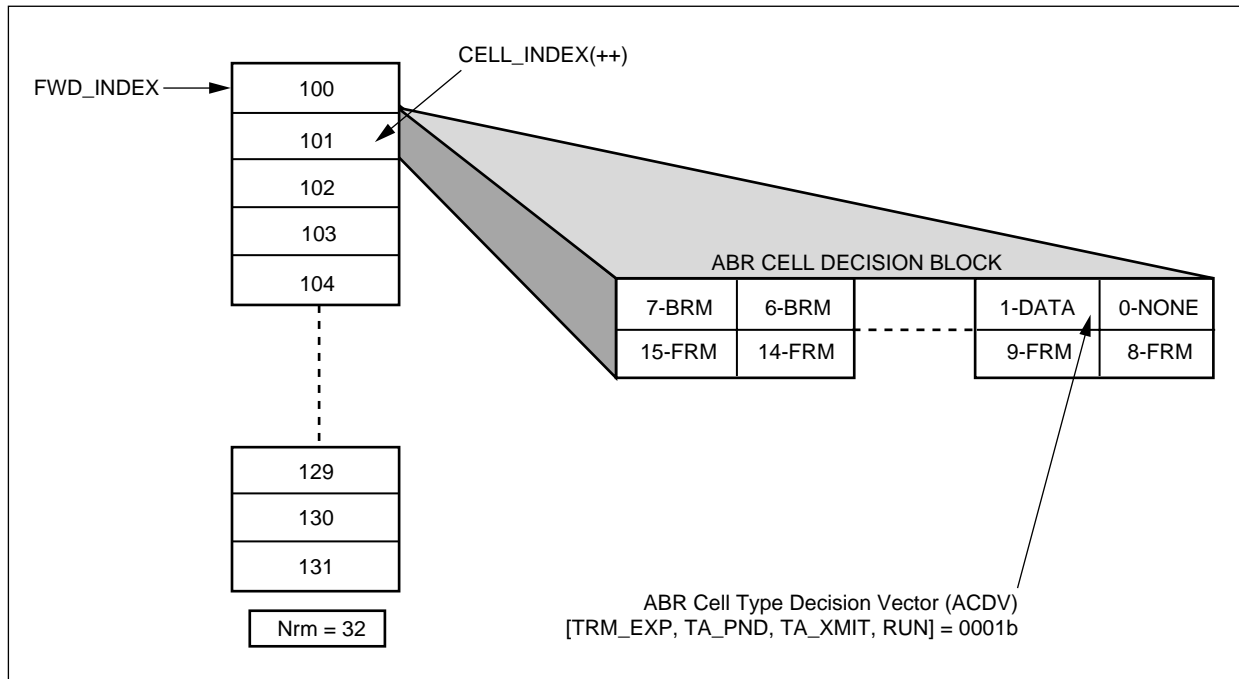 CELL_INDEX(++)
FWD_INDEX
100
101
102
103
104
ABR CELL DECISION BLOCK
7-BRM 6-BRM 1-DATA 0-NONE
15-FRM 14-FRM 9-FRM 8-FRM
129
130
131
Nrm = 32
ABR Cell Type Decision Vector (ACDV)
[TRM_EXP, TA_PND, TA_XMIT, RUN] = 0001b